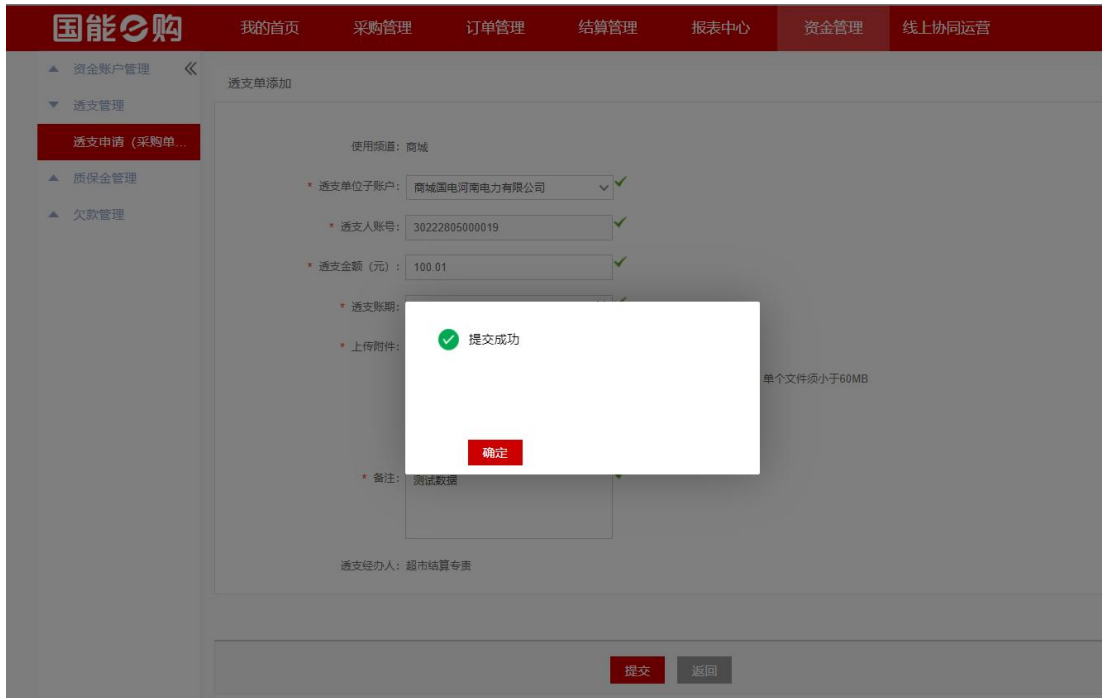 国能e购
我的首页 采购管理 订单管理 结算管理 报表中心 资金管理 线上协同运营
资金账户管理
透支管理
透支申请（采购单...
质保金管理
欠款管理
透支单添加
使用频道：商城
* 透支单位子账户：商城国电河南电力有限公司
* 透支人账号：30222805000019
* 透支金额（元）：100.01
* 透支账期：
* 上传附件：
提交成功
单个文件须小于60MB
确定
* 备注：测试数据
透支经办人：超市结算专责
提交 返回